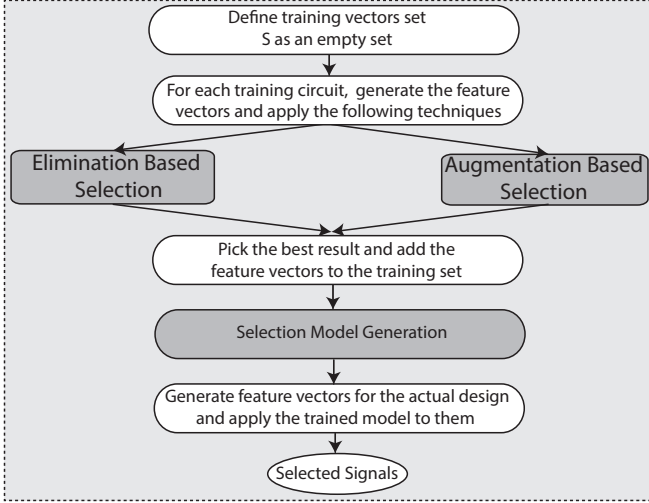 Define training vectors set
S as an empty set
For each training circuit, generate the feature
vectors and apply the following techniques
Elimination Based
Selection
Augmentation Based
Selection
Pick the best result and add the
feature vectors to the training set
Selection Model Generation
Generate feature vectors for the actual design
and apply the trained model to them
Selected Signals